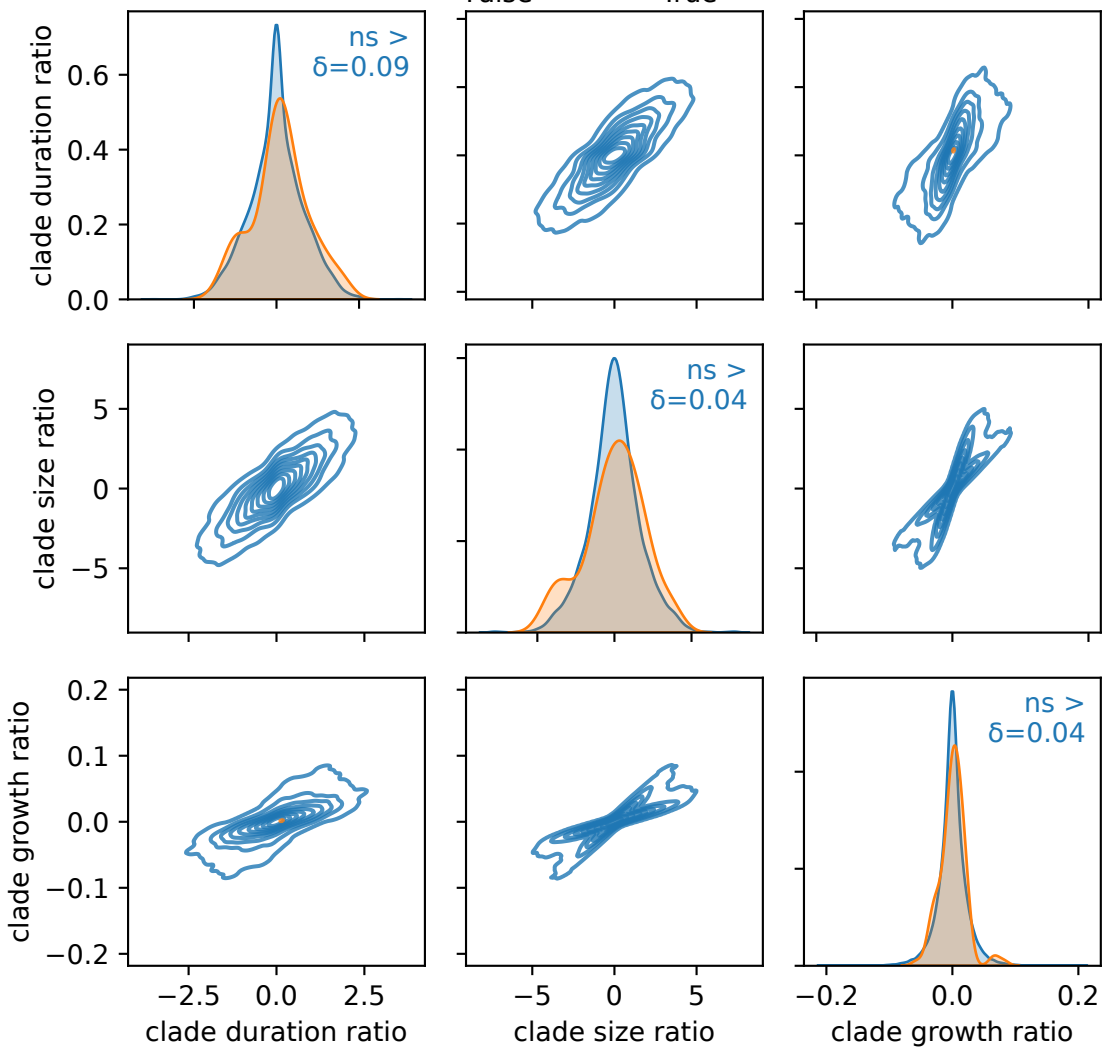 False True
clade duration ratio
0.6
0.4
0.2
0.0
ns >
δ=0.09
clade size ratio
5
0
−5
ns >
δ=0.04
clade growth ratio
0.2
0.1
0.0
−0.1
−0.2
ns >
δ=0.04
−2.5 0.0 2.5
−5 0 5
−0.2 0.0 0.2
clade duration ratio
clade size ratio
clade growth ratio